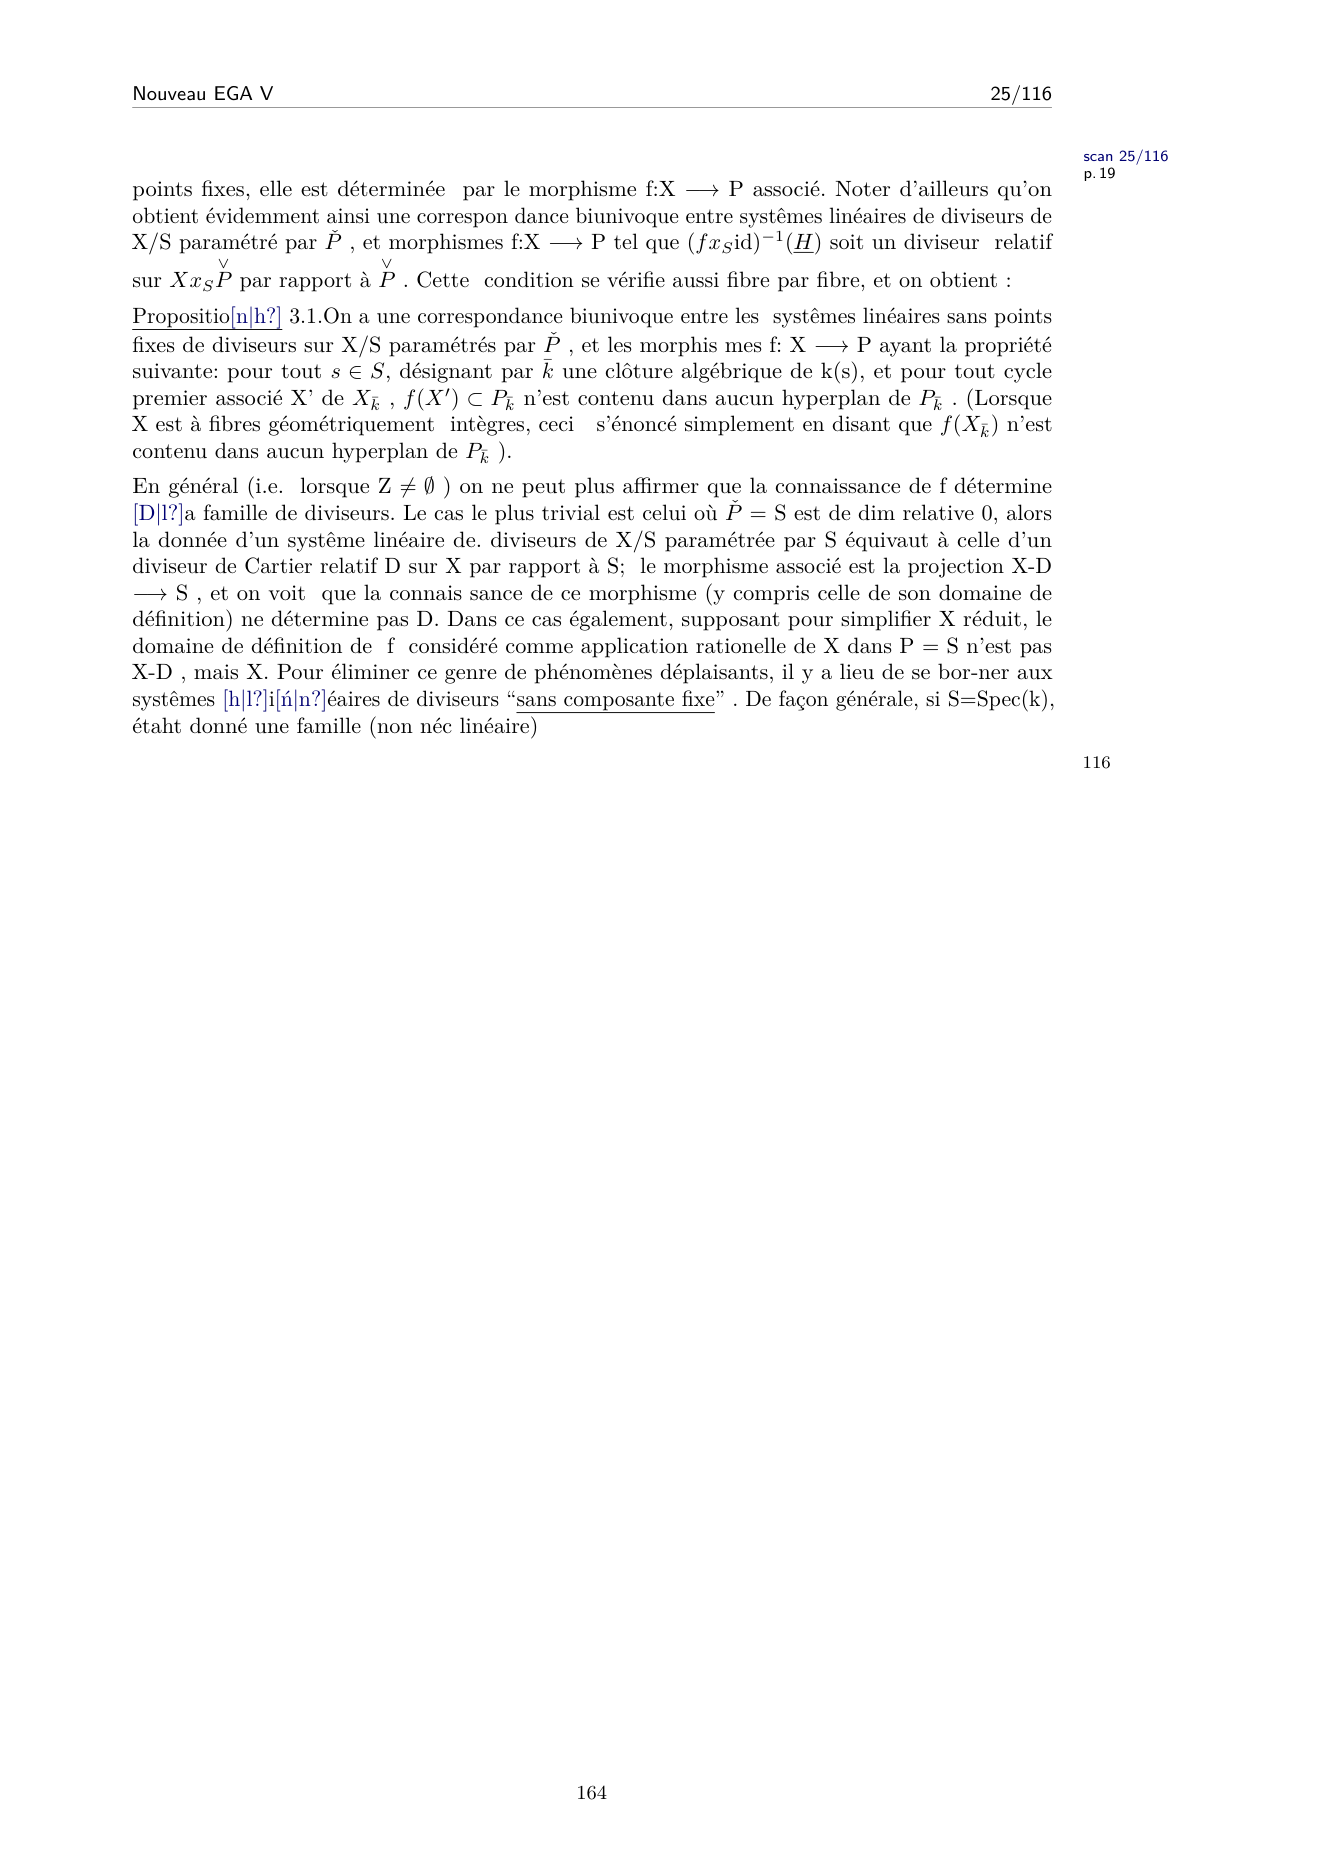 Nouveau EGA V 25/116
scan 25/116
p. 19
points fixes, elle est déterminée par le morphisme f:X ⟶ P associé. Noter d'ailleurs qu'on
obtient évidemment ainsi une correspon dance biunivoque entre systêmes linéaires de diviseurs de
X/S paramétré par P̌ , et morphismes f:X ⟶ P tel que (fx_S id)⁻¹(H) soit un diviseur relatif
sur Xx_S P̌ par rapport à P̌ . Cette condition se vérifie aussi fibre par fibre, et on obtient :
Propositio[n|h?] 3.1.On a une correspondance biunivoque entre les systêmes linéaires sans points
fixes de diviseurs sur X/S paramétrés par P̌ , et les morphis mes f: X ⟶ P ayant la propriété
suivante: pour tout s ∈ S, désignant par k̄ une clôture algébrique de k(s), et pour tout cycle
premier associé X' de X_k̄ , f(X′) ⊂ P_k̄ n'est contenu dans aucun hyperplan de P_k̄ . (Lorsque
X est à fibres géométriquement intègres, ceci s'énoncé simplement en disant que f(X_k̄) n'est
contenu dans aucun hyperplan de P_k̄ ).
En général (i.e. lorsque Z ≠ ∅ ) on ne peut plus affirmer que la connaissance de f détermine
[D|l?]a famille de diviseurs. Le cas le plus trivial est celui où P̌ = S est de dim relative 0, alors
la donnée d'un systême linéaire de. diviseurs de X/S paramétrée par S équivaut à celle d'un
diviseur de Cartier relatif D sur X par rapport à S; le morphisme associé est la projection X-D
⟶ S , et on voit que la connais sance de ce morphisme (y compris celle de son domaine de
définition) ne détermine pas D. Dans ce cas également, supposant pour simplifier X réduit, le
domaine de définition de f considéré comme application rationelle de X dans P = S n'est pas
X-D , mais X. Pour éliminer ce genre de phénomènes déplaisants, il y a lieu de se bor-ner aux
systêmes [h|l?]i[ń|n?]éaires de diviseurs “sans composante fixe” . De façon générale, si S=Spec(k),
étaht donné une famille (non néc linéaire)
116
164